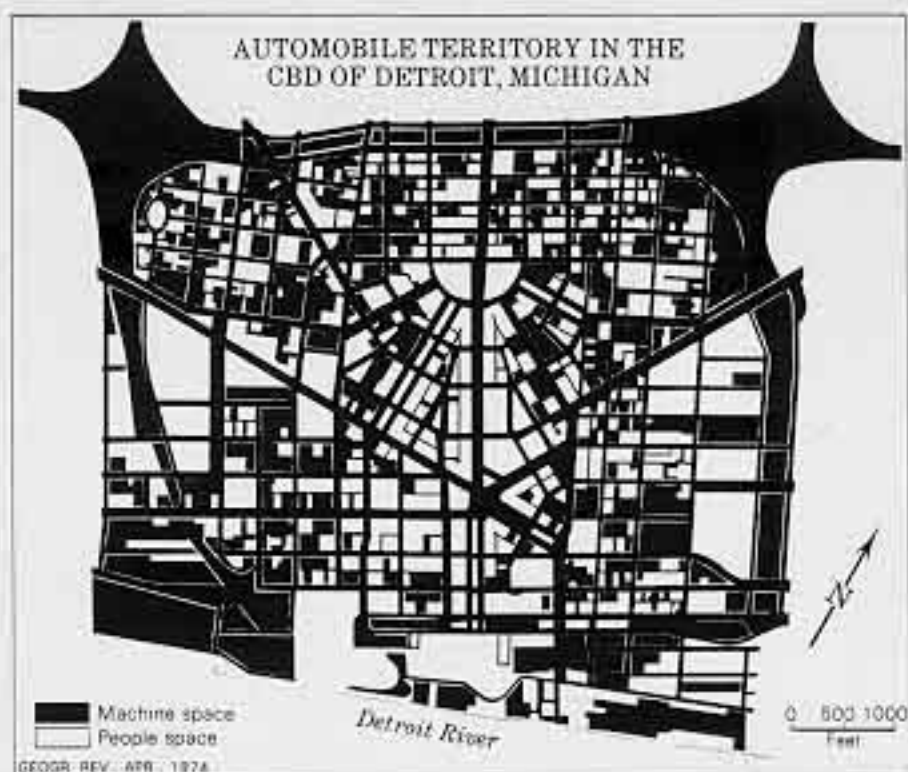 AUTOMOBILE TERRITORY IN THE
CBD OF DETROIT, MICHIGAN
N
Machine space
People space
Detroit River
0 500 1000
Feet
GEOGR. REV., APR., 1974